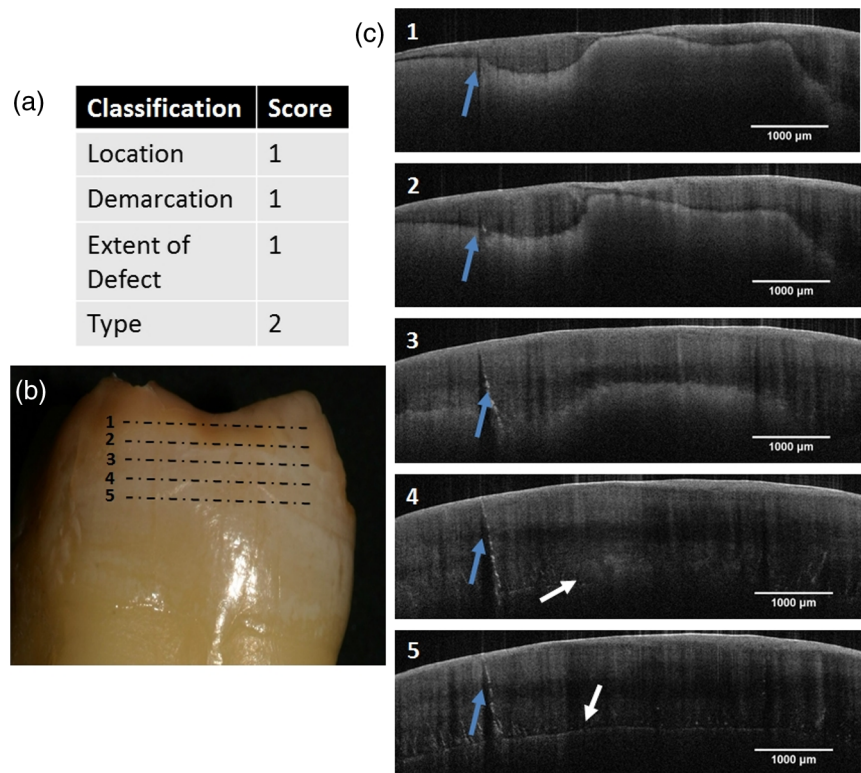 (a)
Classification Score
Location 1
Demarcation 1
Extent of 1
Defect
Type 2
(b)
1
2
3
4
5
(c)
1
1000 µm
2
1000 µm
3
1000 µm
4
1000 µm
5
1000 µm